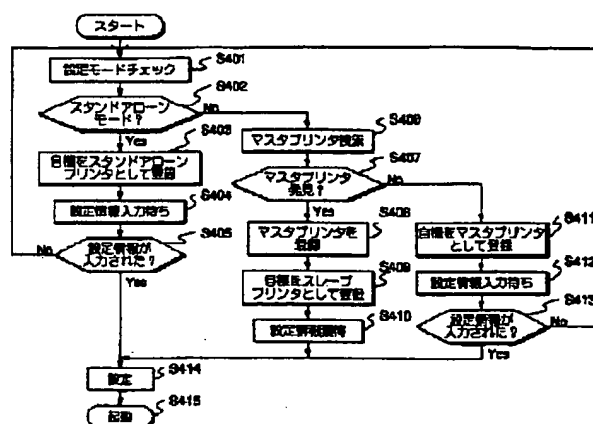 スタート
設定モードチェック
S401
スタンドアローン
モード?
S402
No
Yes
自機をスタンドアローン
プリンタとして登録
S403
設定情報入力待ち
S404
設定情報が
入力された?
S405
No
Yes
マスタプリンタ検索
S406
マスタプリンタ
発見?
S407
No
Yes
マスタプリンタを
登録
S408
自機をスレーブ
プリンタとして登録
S409
設定情報獲得
S410
自機をマスタプリンタ
として登録
S411
設定情報入力待ち
S412
設定情報が
入力された?
S413
No
Yes
設定
S414
起動
S415